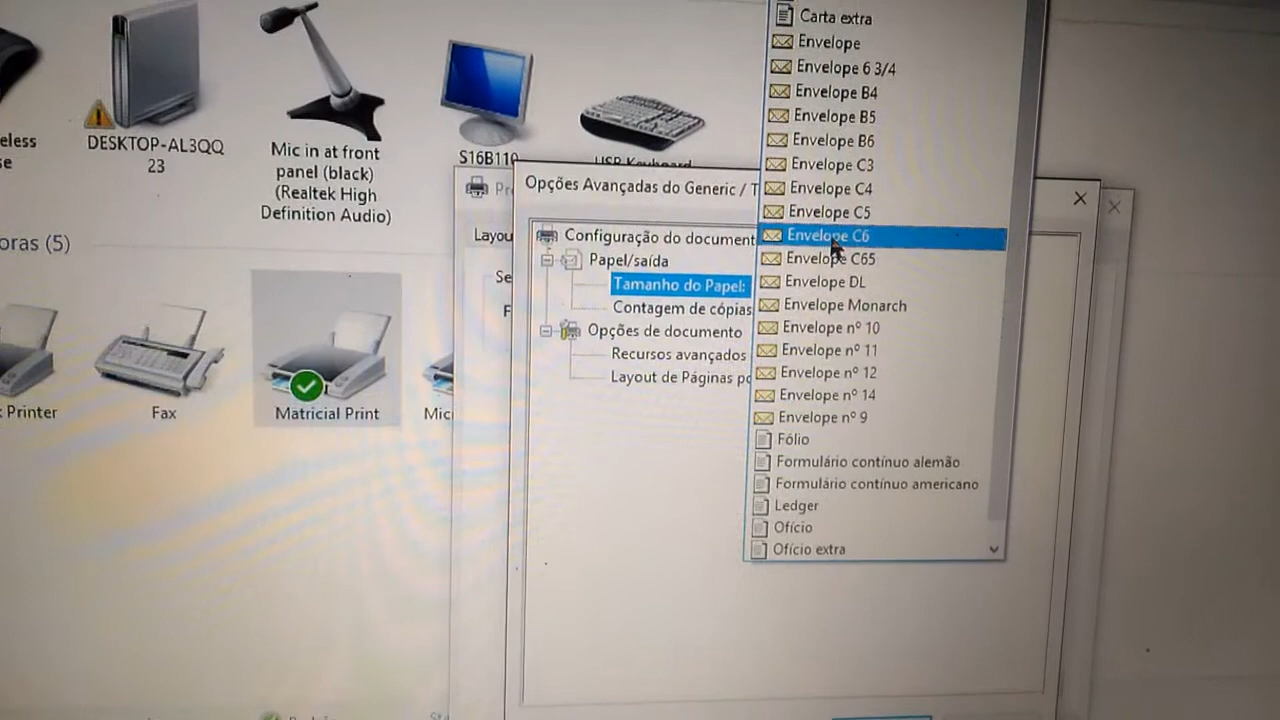 Carta extra
Envelope
Envelope 6 3/4
Envelope B4
Envelope B5
Envelope B6
Envelope C3
Envelope C4
Envelope C5
Envelope C6
Envelope C65
Envelope DL
Envelope Monarch
Envelope nº 10
Envelope nº 11
Envelope nº 12
Envelope nº 14
Envelope nº 9
Fólio
Formulário contínuo alemão
Formulário contínuo americano
Ledger
Ofício
Ofício extra
eless
se
DESKTOP-AL3QQ
23
Mic in at front
panel (black)
(Realtek High
Definition Audio)
S16B110
USB Keyboard
oras (5)
Printer
Fax
Matricial Print
Mic
Pr
Layou
Se
F
Opções Avançadas do Generic / T
Configuração do document
Papel/saída
Tamanho do Papel:
Contagem de cópias
Opções de documento
Recursos avançados
Layout de Páginas po